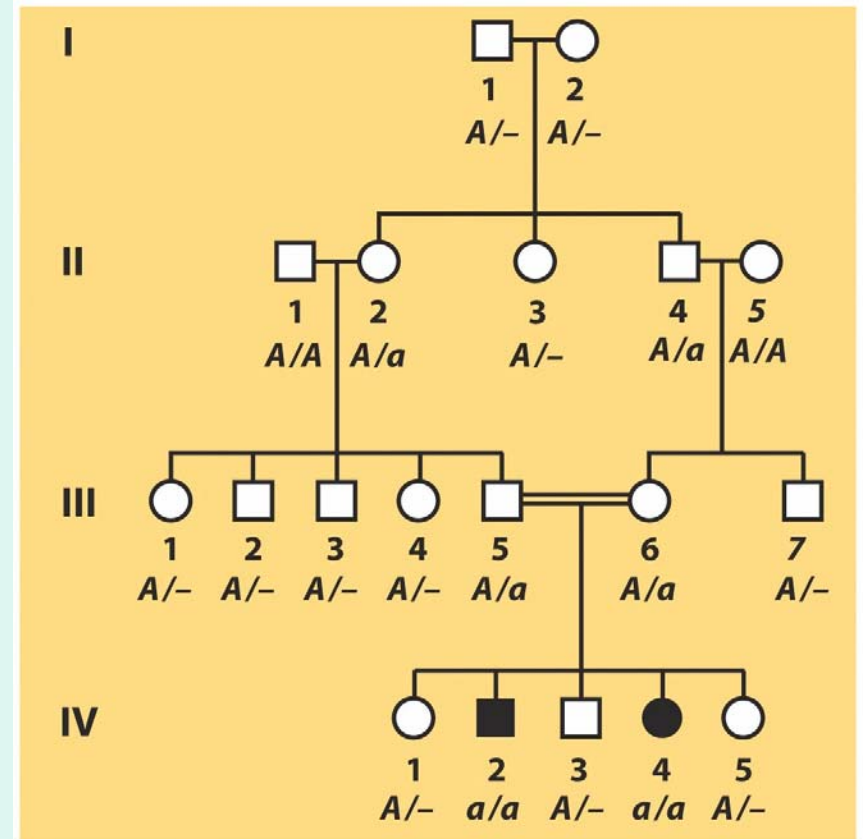 I
1 2
A/– A/–
II
1 2 3 4 5
A/A A/a A/– A/a A/A
III
1 2 3 4 5 6 7
A/– A/– A/– A/– A/a A/a A/–
IV
1 2 3 4 5
A/– a/a A/– a/a A/–